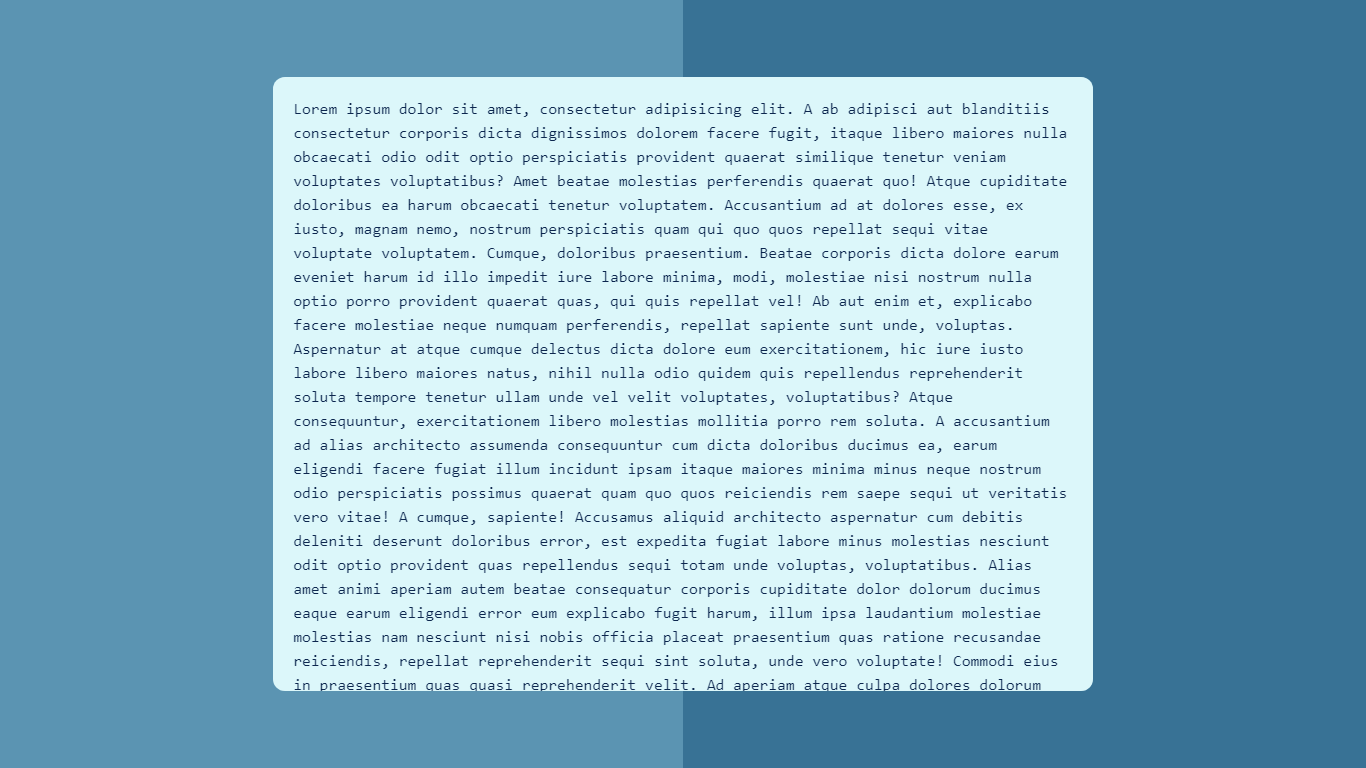 Lorem ipsum dolor sit amet, consectetur adipisicing elit. A ab adipisci aut blanditiis
consectetur corporis dicta dignissimos dolorem facere fugit, itaque libero maiores nulla
obcaecati odio odit optio perspiciatis provident quaerat similique tenetur veniam
voluptates voluptatibus? Amet beatae molestias perferendis quaerat quo! Atque cupiditate
doloribus ea harum obcaecati tenetur voluptatem. Accusantium ad at dolores esse, ex
iusto, magnam nemo, nostrum perspiciatis quam qui quo quos repellat sequi vitae
voluptate voluptatem. Cumque, doloribus praesentium. Beatae corporis dicta dolore earum
eveniet harum id illo impedit iure labore minima, modi, molestiae nisi nostrum nulla
optio porro provident quaerat quas, qui quis repellat vel! Ab aut enim et, explicabo
facere molestiae neque numquam perferendis, repellat sapiente sunt unde, voluptas.
Aspernatur at atque cumque delectus dicta dolore eum exercitationem, hic iure iusto
labore libero maiores natus, nihil nulla odio quidem quis repellendus reprehenderit
soluta tempore tenetur ullam unde vel velit voluptates, voluptatibus? Atque
consequuntur, exercitationem libero molestias mollitia porro rem soluta. A accusantium
ad alias architecto assumenda consequuntur cum dicta doloribus ducimus ea, earum
eligendi facere fugiat illum incidunt ipsam itaque maiores minima minus neque nostrum
odio perspiciatis possimus quaerat quam quo quos reiciendis rem saepe sequi ut veritatis
vero vitae! A cumque, sapiente! Accusamus aliquid architecto aspernatur cum debitis
deleniti deserunt doloribus error, est expedita fugiat labore minus molestias nesciunt
odit optio provident quas repellendus sequi totam unde voluptas, voluptatibus. Alias
amet animi aperiam autem beatae consequatur corporis cupiditate dolor dolorum ducimus
eaque earum eligendi error eum explicabo fugit harum, illum ipsa laudantium molestiae
molestias nam nesciunt nisi nobis officia placeat praesentium quas ratione recusandae
reiciendis, repellat reprehenderit sequi sint soluta, unde vero voluptate! Commodi eius
in praesentium quas quasi reprehenderit velit. Ad aperiam atque culpa dolores dolorum